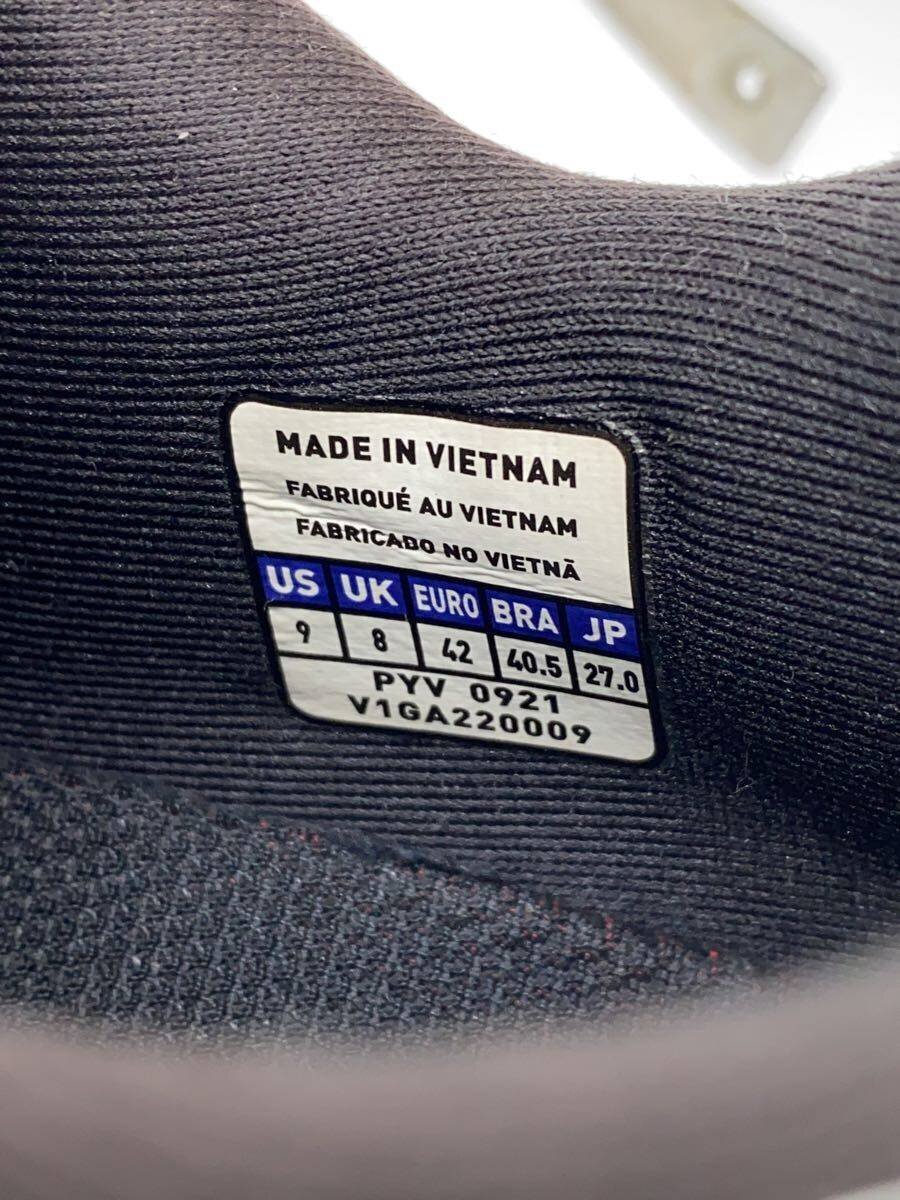 MADE IN VIETNAM
FABRIQUÉ AU VIETNAM
FABRICADO NO VIETNÃ
US UK EURO BRA JP
9 8 42 40.5 27.0
PYV 0921
V1GA220009